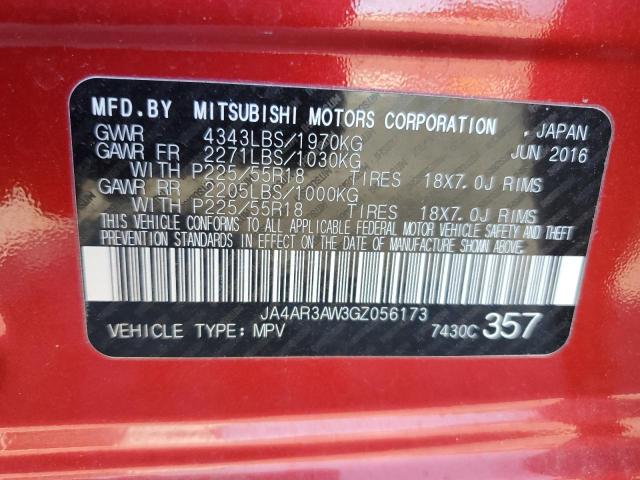 MFD.BY MITSUBISHI MOTORS CORPORATION , JAPAN
GVWR 4343LBS/1970KG JUN 2016
GAWR FR 2271LBS/1030KG
WITH P225/55R18 TIRES 18X7.0J RIMS
GAWR RR 2205LBS/1000KG
WITH P225/55R18 TIRES 18X7.0J RIMS
THIS VEHICLE CONFORMS TO ALL APPLICABLE FEDERAL MOTOR VEHICLE SAFETY AND THEFT
PREVENTION STANDARDS IN EFFECT ON THE DATE OF MANUFACTURE SHOWN ABOVE.
JA4AR3AW3GZ056173
VEHICLE TYPE: MPV 7430C 357